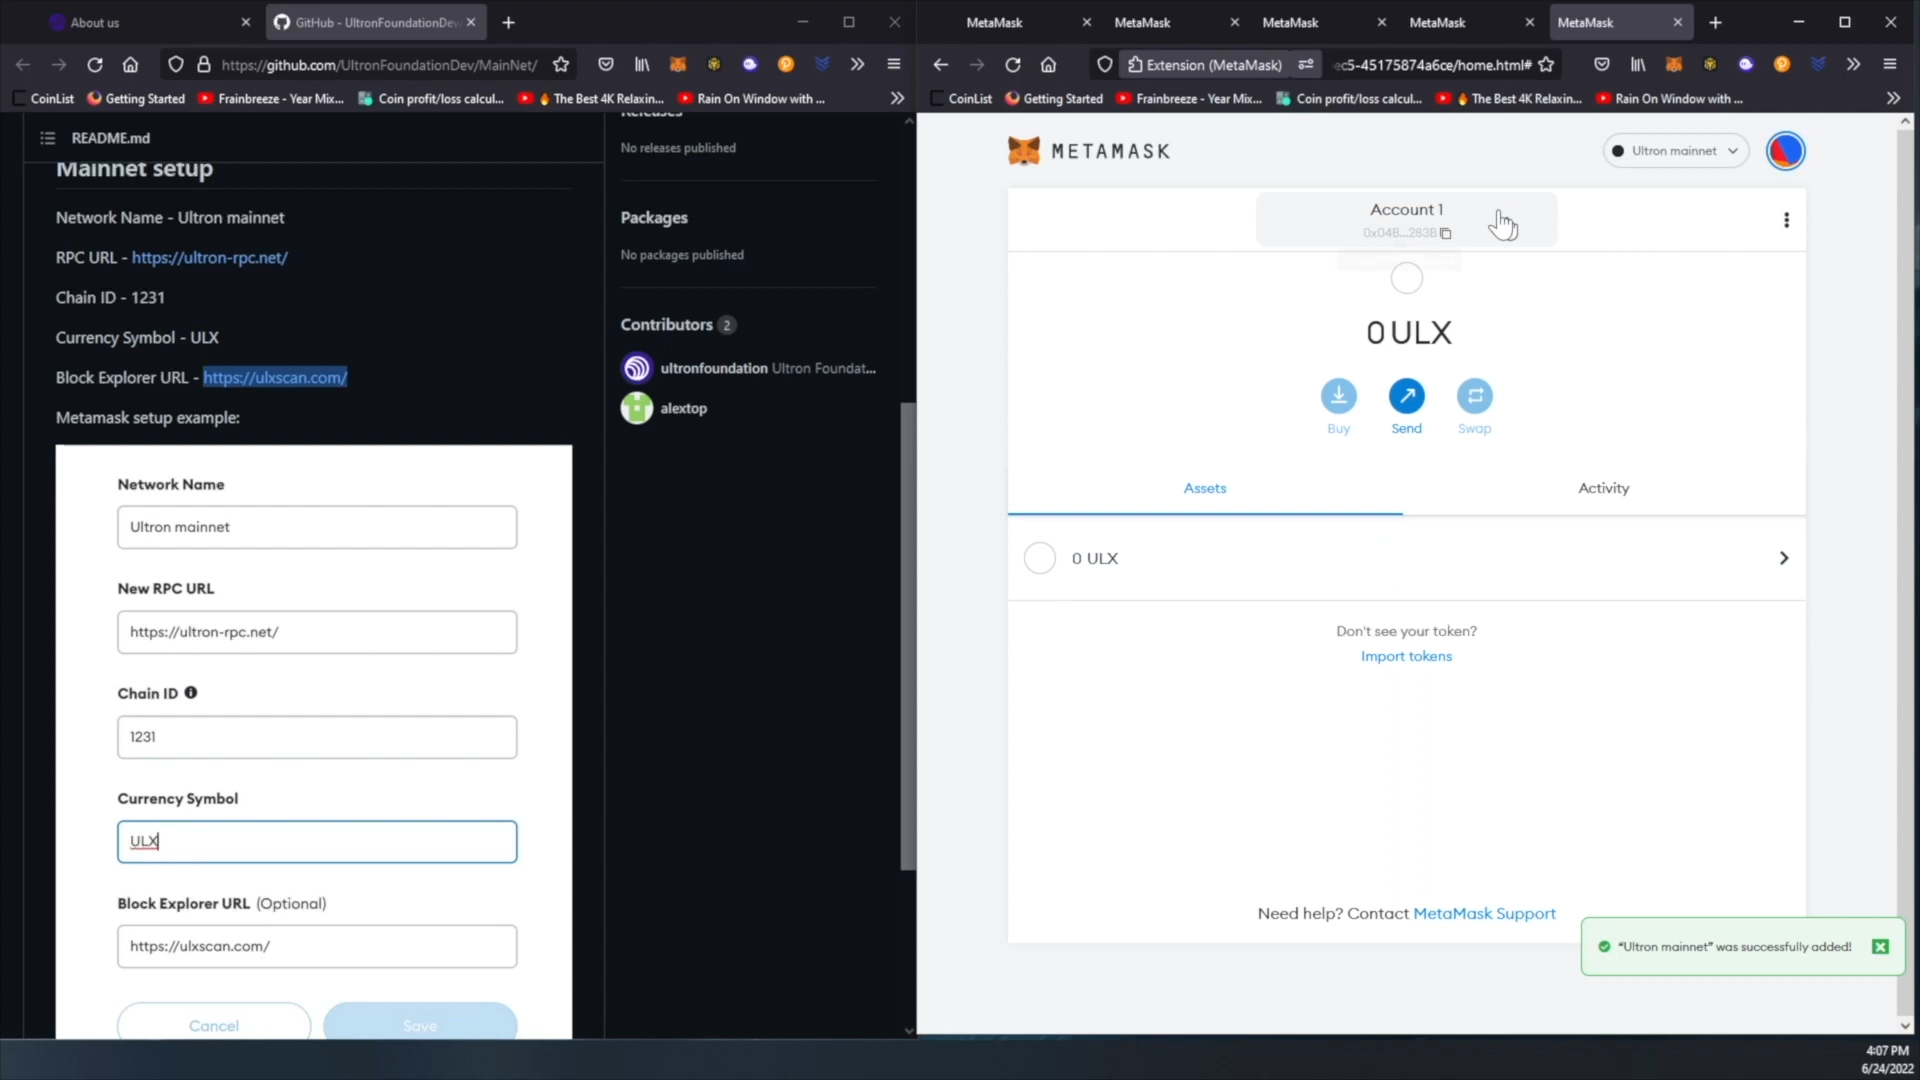 About us
GitHub - UltronFoundationDev
https://github.com/UltronFoundationDev/MainNet/
CoinList
Getting Started
Frainbreeze - Year Mix...
Coin profit/loss calcul...
The Best 4K Relaxin...
Rain On Window with ...
README.md
Mainnet setup
Network Name - Ultron mainnet
RPC URL - https://ultron-rpc.net/
Chain ID - 1231
Currency Symbol - ULX
Block Explorer URL - https://ulxscan.com/
Metamask setup example:
Network Name
Ultron mainnet
New RPC URL
https://ultron-rpc.net/
Chain ID
1231
Currency Symbol
ULX
Block Explorer URL (Optional)
https://ulxscan.com/
Cancel
Save
Releases
No releases published
Packages
No packages published
Contributors 2
ultronfoundation Ultron Foundat...
alextop
MetaMask
MetaMask
MetaMask
MetaMask
MetaMask
Extension (MetaMask)
ec5-45175874a6ce/home.html#
CoinList
Getting Started
Frainbreeze - Year Mix...
Coin profit/loss calcul...
The Best 4K Relaxin...
Rain On Window with ...
METAMASK
Ultron mainnet
Account 1
0x04B...283B
0 ULX
Buy
Send
Swap
Assets
Activity
0 ULX
Don't see your token?
Import tokens
Need help? Contact MetaMask Support
“Ultron mainnet” was successfully added!
4:07 PM
6/24/2022